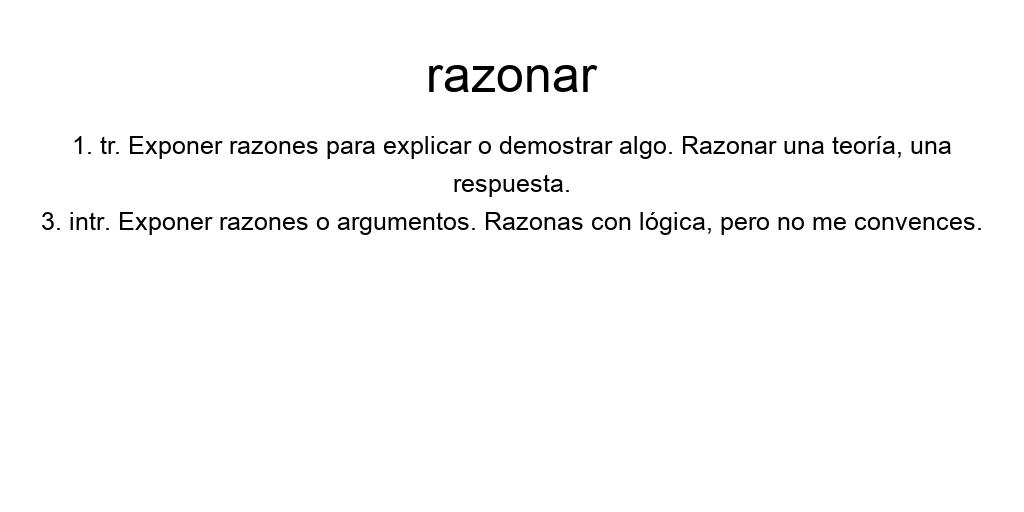 razonar
1. tr. Exponer razones para explicar o demostrar algo. Razonar una teoría, una
respuesta.
3. intr. Exponer razones o argumentos. Razonas con lógica, pero no me convences.